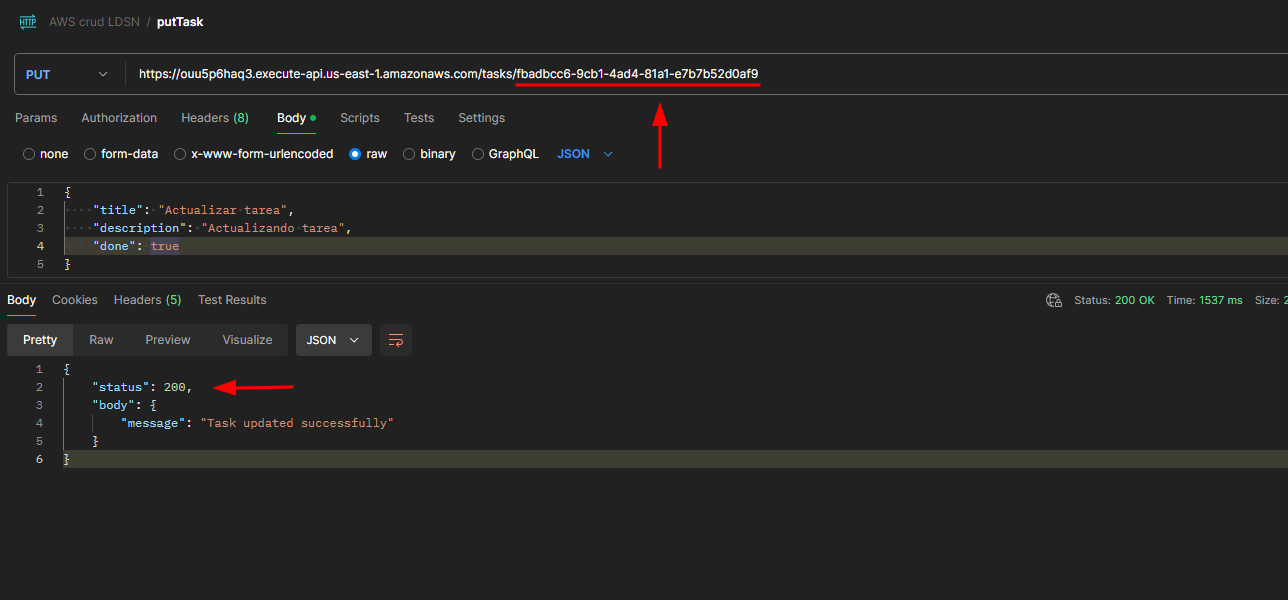 HTTP AWS crud LDSN / putTask
PUT https://ouu5p6haq3.execute-api.us-east-1.amazonaws.com/tasks/fbadbcc6-9cb1-4ad4-81a1-e7b7b52d0af9
Params Authorization Headers (8) Body Scripts Tests Settings
none form-data x-www-form-urlencoded raw binary GraphQL JSON
1 {
2 ····"title":·"Actualizar·tarea",
3 ····"description":·"Actualizando·tarea",
4 ····"done":·true
5 }
Body Cookies Headers (5) Test Results Status: 200 OK Time: 1537 ms Size:
Pretty Raw Preview Visualize JSON
1 {
2 "status": 200,
3 "body": {
4 "message": "Task updated successfully"
5 }
6 }